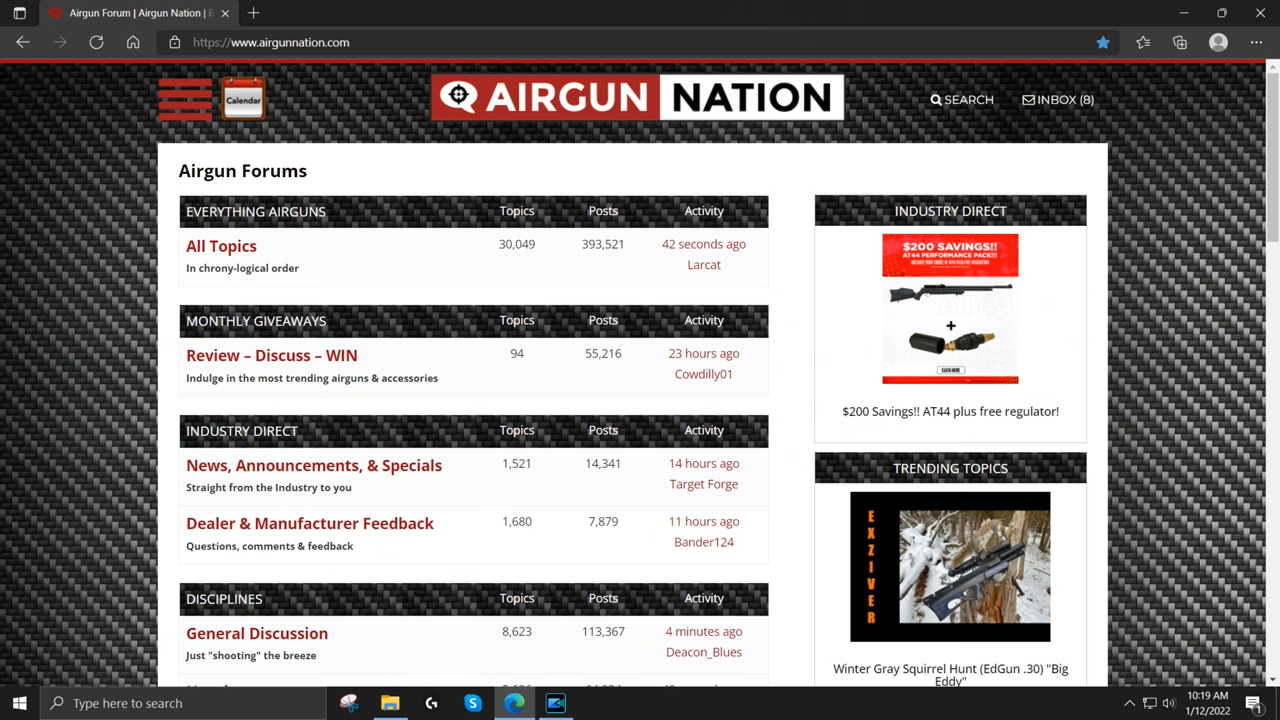 Airgun Forum | Airgun Nation | B
https://www.airgunnation.com
Calendar
AIRGUN NATION
SEARCH
INBOX (8)
Airgun Forums
EVERYTHING AIRGUNS Topics Posts Activity
All Topics 30,049 393,521 42 seconds ago
In chrony-logical order Larcat
MONTHLY GIVEAWAYS Topics Posts Activity
Review – Discuss – WIN 94 55,216 23 hours ago
Indulge in the most trending airguns & accessories Cowdilly01
INDUSTRY DIRECT Topics Posts Activity
News, Announcements, & Specials 1,521 14,341 14 hours ago
Straight from the Industry to you Target Forge
Dealer & Manufacturer Feedback 1,680 7,879 11 hours ago
Questions, comments & feedback Bander124
DISCIPLINES Topics Posts Activity
General Discussion 8,623 113,367 4 minutes ago
Just "shooting" the breeze Deacon_Blues
INDUSTRY DIRECT
$200 SAVINGS!!
AT44 PERFORMANCE PACK!!!
AT44
+
CLICK HERE
$200 Savings!! AT44 plus free regulator!
TRENDING TOPICS
EXZIVER
Winter Gray Squirrel Hunt (EdGun .30) "Big
Eddy"
Type here to search
10:19 AM
1/12/2022
1